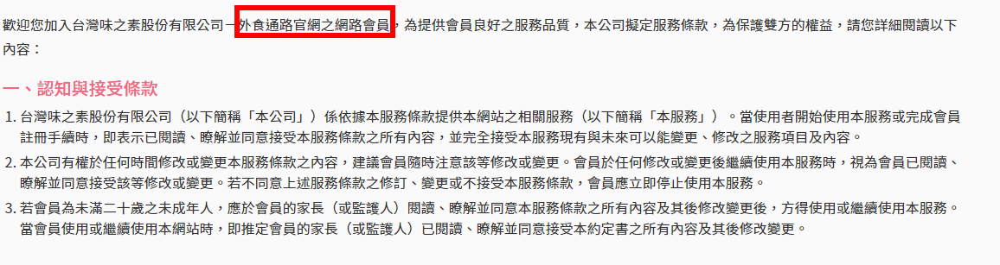 歡迎您加入台灣味之素股份有限公司－外食通路官網之網路會員，為提供會員良好之服務品質，本公司擬定服務條款，為保護雙方的權益，請您詳細閱讀以下
內容：
一、認知與接受條款
1. 台灣味之素股份有限公司（以下簡稱「本公司」）係依據本服務條款提供本網站之相關服務（以下簡稱「本服務」）。當使用者開始使用本服務或完成會員
註冊手續時，即表示已閱讀、瞭解並同意接受本服務條款之所有內容，並完全接受本服務現有與未來可以能變更、修改之服務項目及內容。
2. 本公司有權於任何時間修改或變更本服務條款之內容，建議會員隨時注意該等修改或變更。會員於任何修改或變更後繼續使用本服務時，視為會員已閱讀、
瞭解並同意接受該等修改或變更。若不同意上述服務條款之修訂、變更或不接受本服務條款，會員應立即停止使用本服務。
3. 若會員為未滿二十歲之未成年人，應於會員的家長（或監護人）閱讀、瞭解並同意本服務條款之所有內容及其後修改變更後，方得使用或繼續使用本服務。
當會員使用或繼續使用本網站時，即推定會員的家長（或監護人）已閱讀、瞭解並同意接受本約定書之所有內容及其後修改變更。